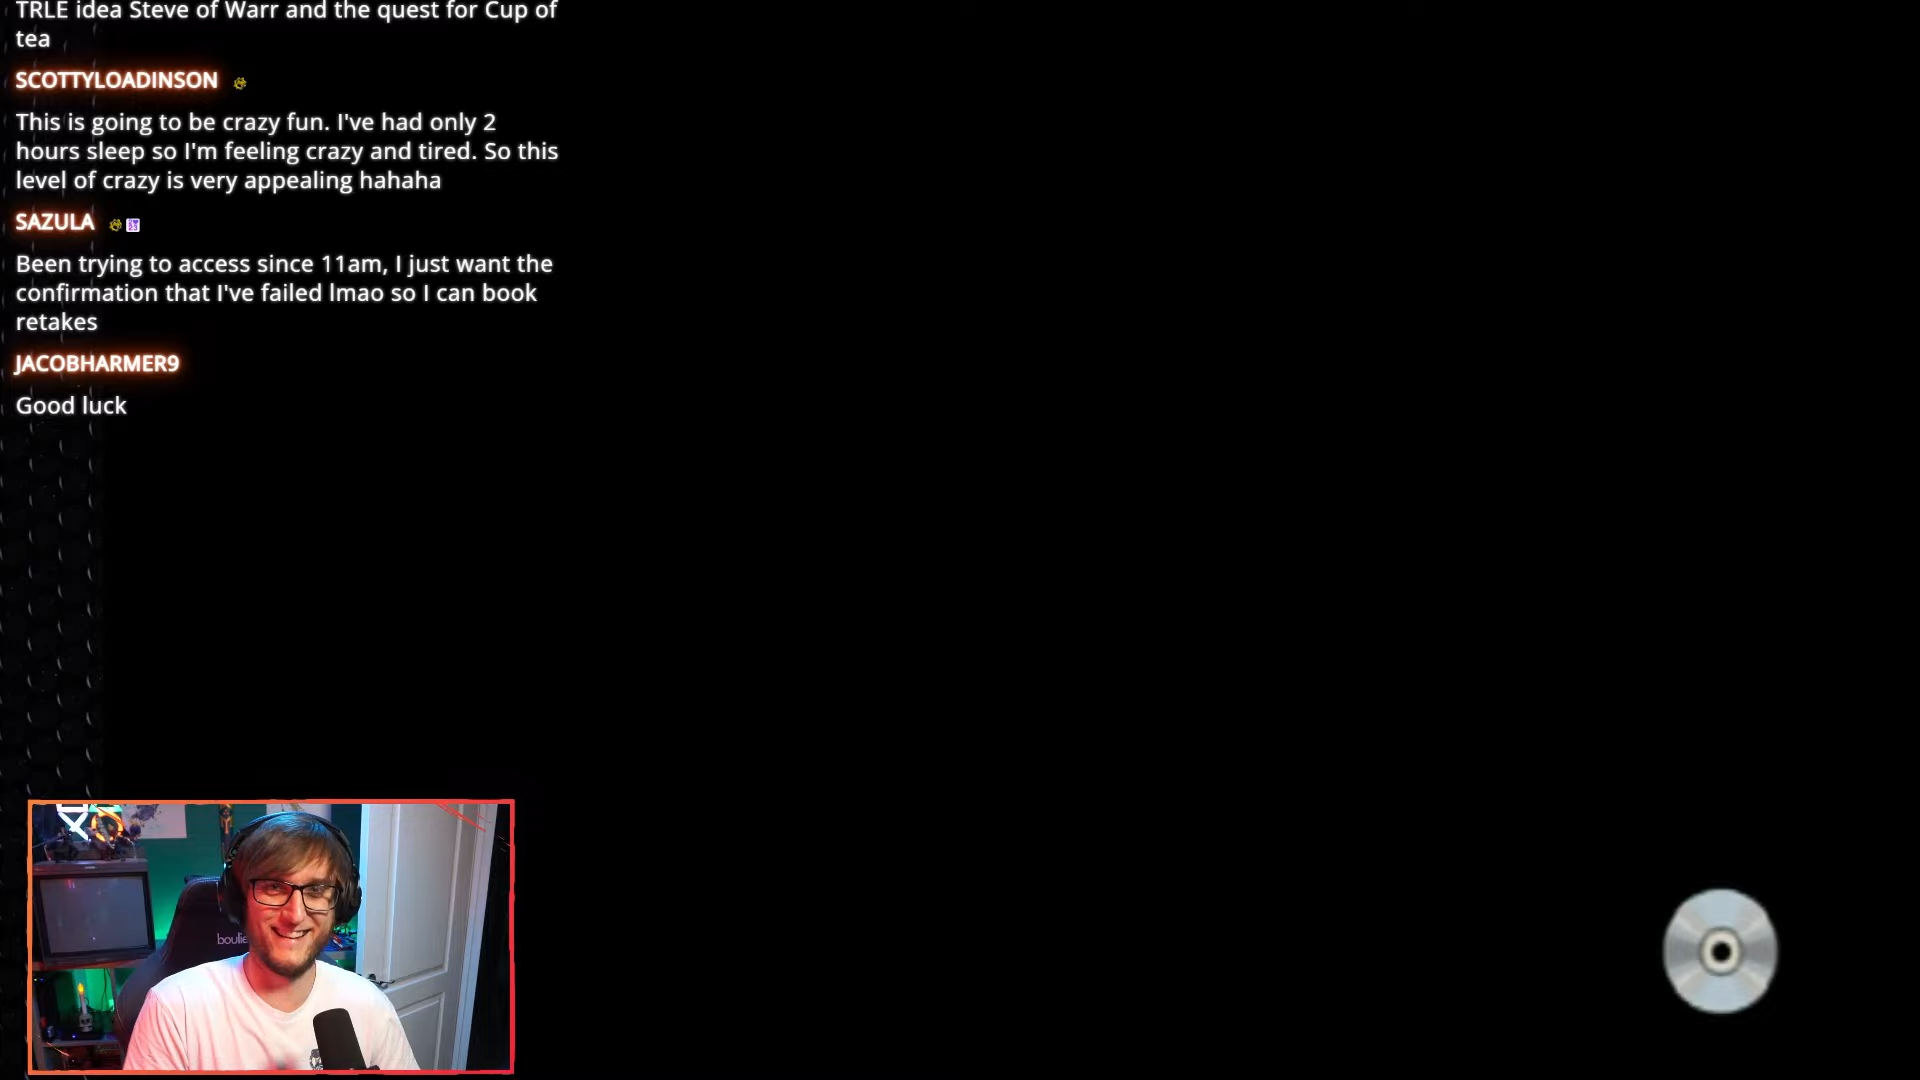 TRLE idea Steve of Warr and the quest for Cup of
tea
SCOTTYLOADINSON
This is going to be crazy fun. I've had only 2
hours sleep so I'm feeling crazy and tired. So this
level of crazy is very appealing hahaha
SAZULA
Been trying to access since 11am, I just want the
confirmation that I've failed lmao so I can book
retakes
JACOBHARMER9
Good luck